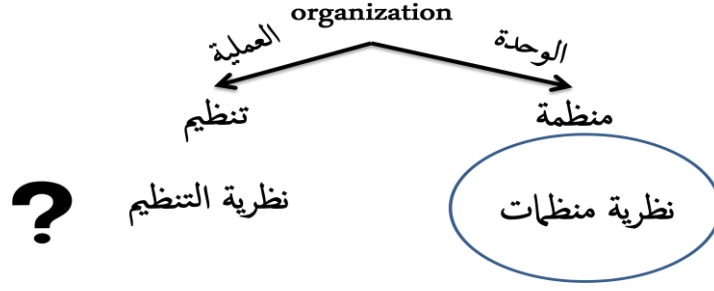 organization
الوحدة العملية
منظمة تنظيم
نظرية منظمات نظرية التنظيم ?